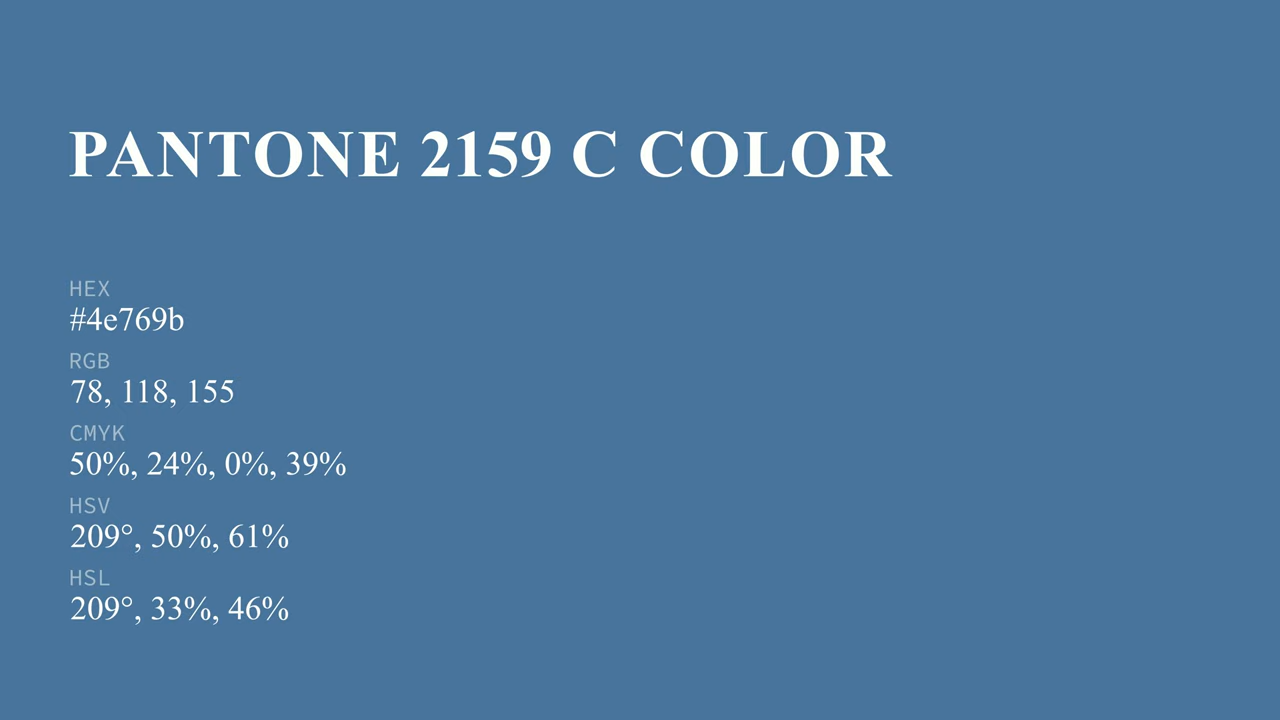 PANTONE 2159 C COLOR
HEX
#4e769b
RGB
78, 118, 155
CMYK
50%, 24%, 0%, 39%
HSV
209°, 50%, 61%
HSL
209°, 33%, 46%